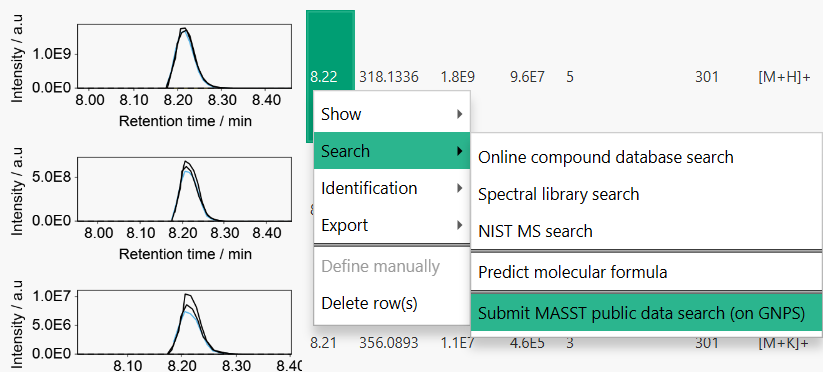 Intensity / a.u
1.0E9
0.0E0
8.00 8.10 8.20 8.30 8.40
Retention time / min
8.22 318.1336 1.8E9 9.6E7 5 301 [M+H]+
Show
Search
Identification
Export
Define manually
Delete row(s)
Online compound database search
Spectral library search
NIST MS search
Predict molecular formula
Submit MASST public data search (on GNPS)
Intensity / a.u
5.0E8
0.0E0
8.00 8.10 8.20 8.30 8.40
Retention time / min
Intensity / a.u
1.0E7
5.0E6
0.0E0
8.10 8.20 8.30 8.40
8.21 356.0893 1.1E7 4.6E5 3 301 [M+K]+